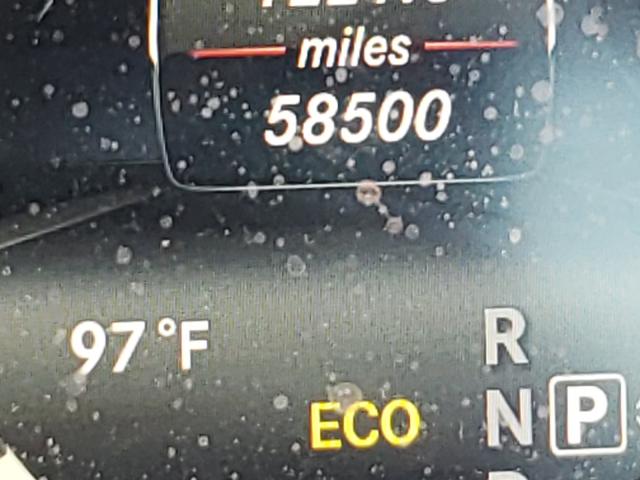 miles
58500
97 °F
R
ECO
N P